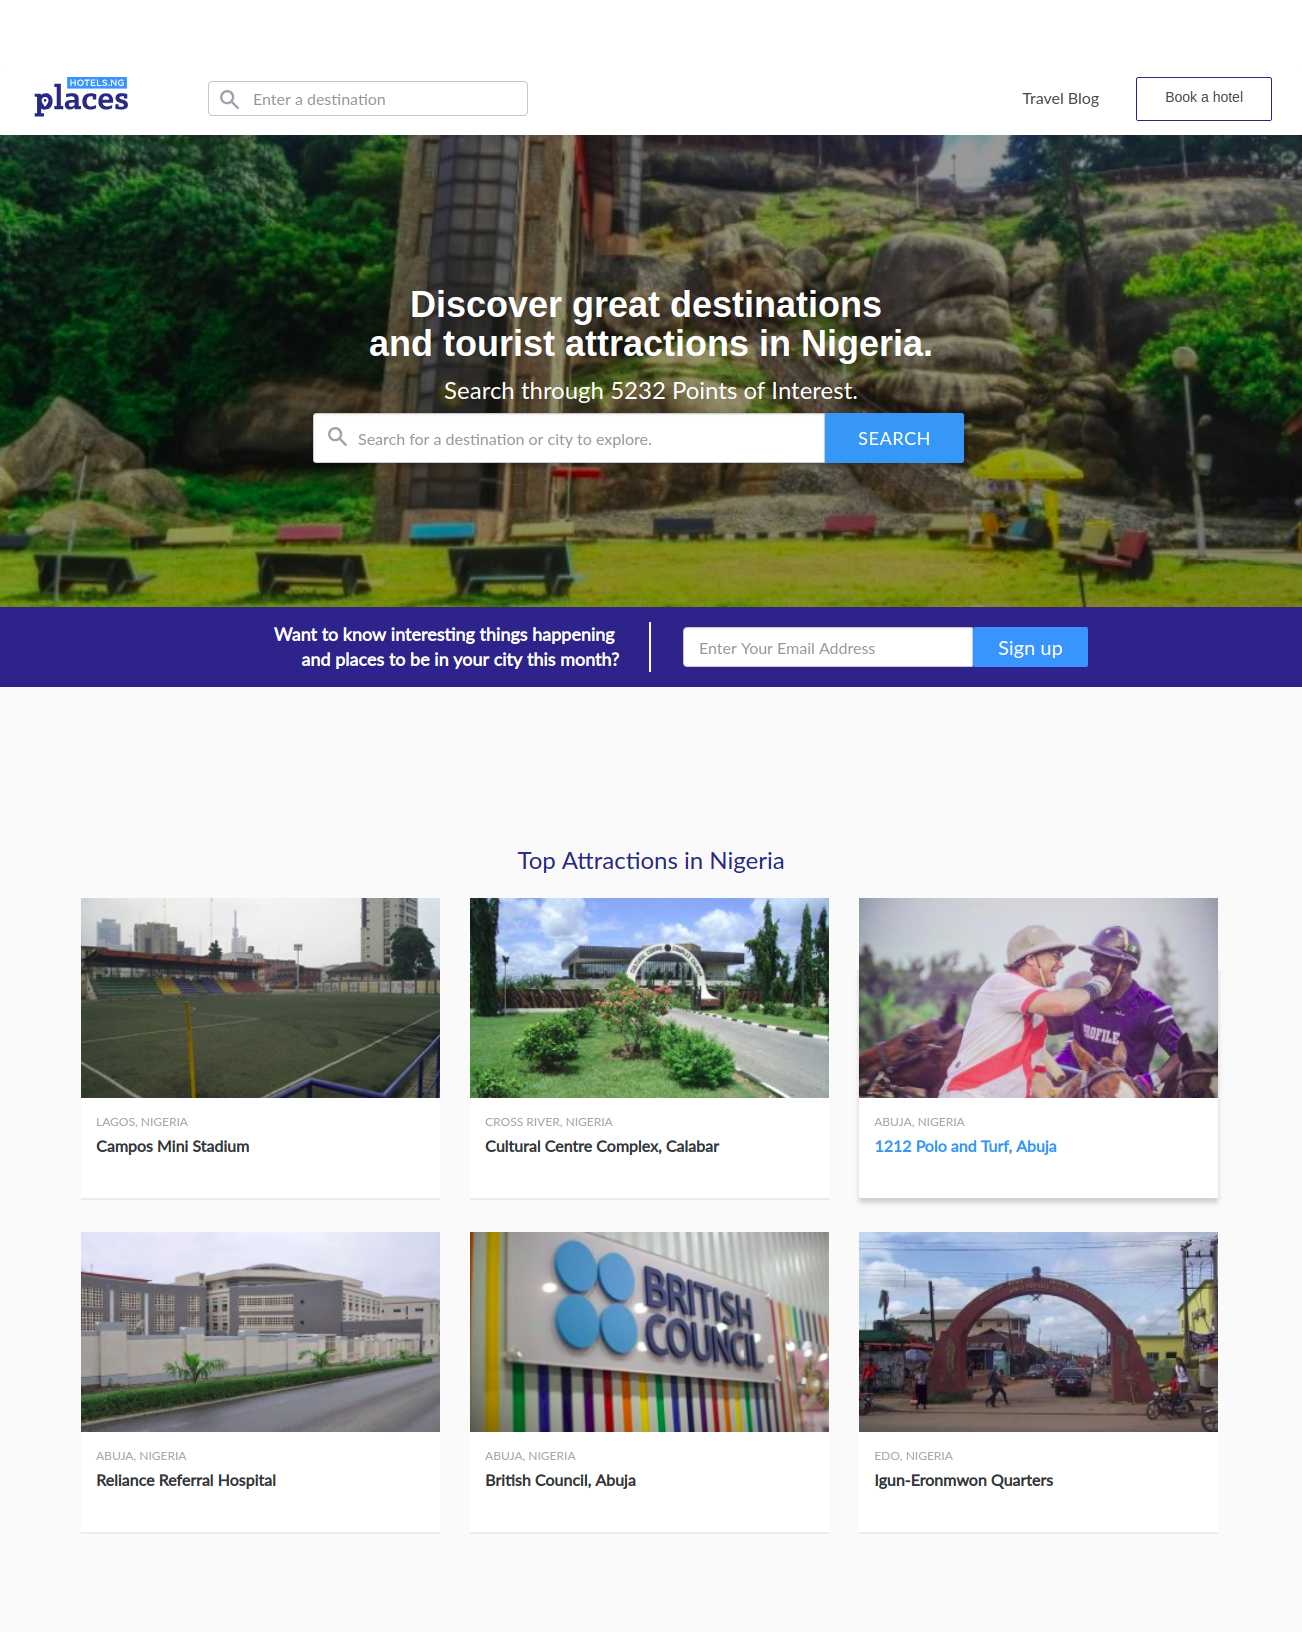 HOTELS.NG
places
Enter a destination
Travel Blog
Book a hotel
Discover great destinations
and tourist attractions in Nigeria.
Search through 5232 Points of Interest.
Search for a destination or city to explore.
SEARCH
Want to know interesting things happening
and places to be in your city this month?
Enter Your Email Address
Sign up
Top Attractions in Nigeria
PROFILE
LAGOS, NIGERIA
Campos Mini Stadium
CROSS RIVER, NIGERIA
Cultural Centre Complex, Calabar
ABUJA, NIGERIA
1212 Polo and Turf, Abuja
BRITISH
COUNCIL
ABUJA, NIGERIA
Reliance Referral Hospital
ABUJA, NIGERIA
British Council, Abuja
EDO, NIGERIA
Igun-Eronmwon Quarters